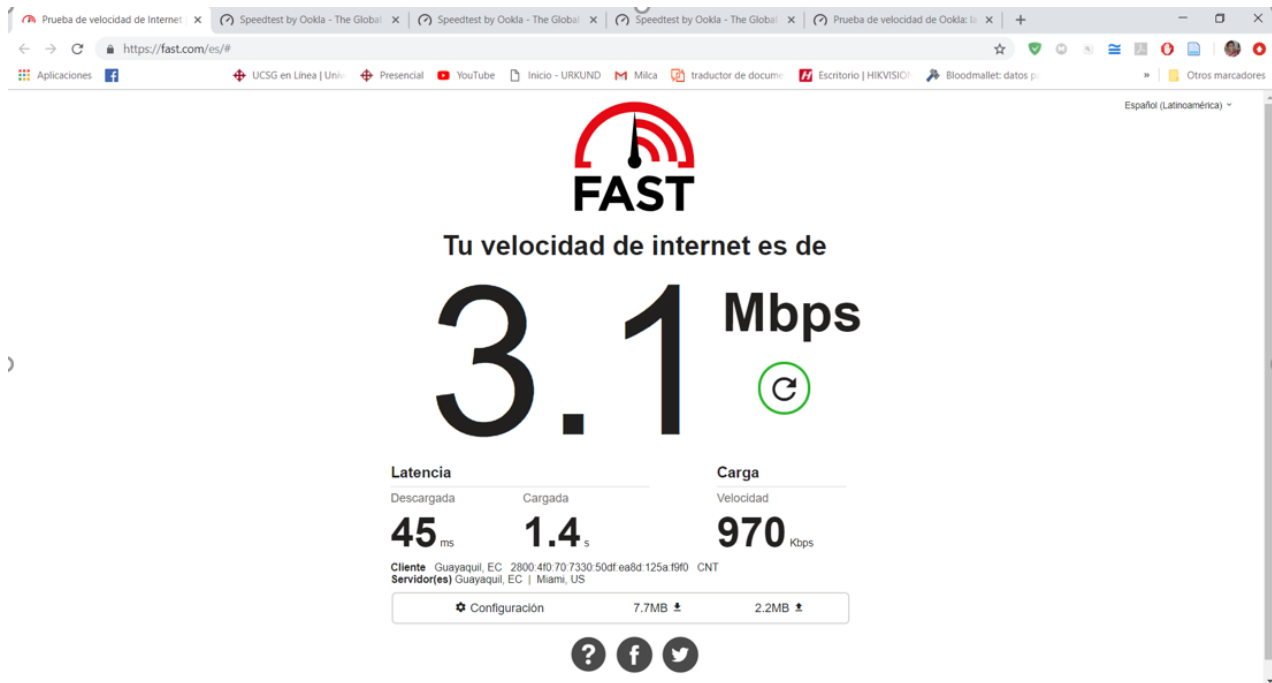 Prueba de velocidad de Internet
Speedtest by Ookla - The Global
Speedtest by Ookla - The Global
Speedtest by Ookla - The Global
Prueba de velocidad de Ookla: la
https://fast.com/es/#
Aplicaciones
UCSG en Línea | Univ
Presencial
YouTube
Inicio - URKUND
Milca
traductor de docume
Escritorio | HIKVISION
Bloodmallet: datos p
»
Otros marcadores
Español (Latinoamérica)
FAST
Tu velocidad de internet es de
3.1 Mbps
Latencia
Carga
Descargada Cargada
Velocidad
45 ms 1.4 s
970 Kbps
Cliente Guayaquil, EC 2800:4f0:70:7330:50df:ea8d:125a:f9f0 CNT
Servidor(es) Guayaquil, EC | Miami, US
Configuración 7.7MB 2.2MB